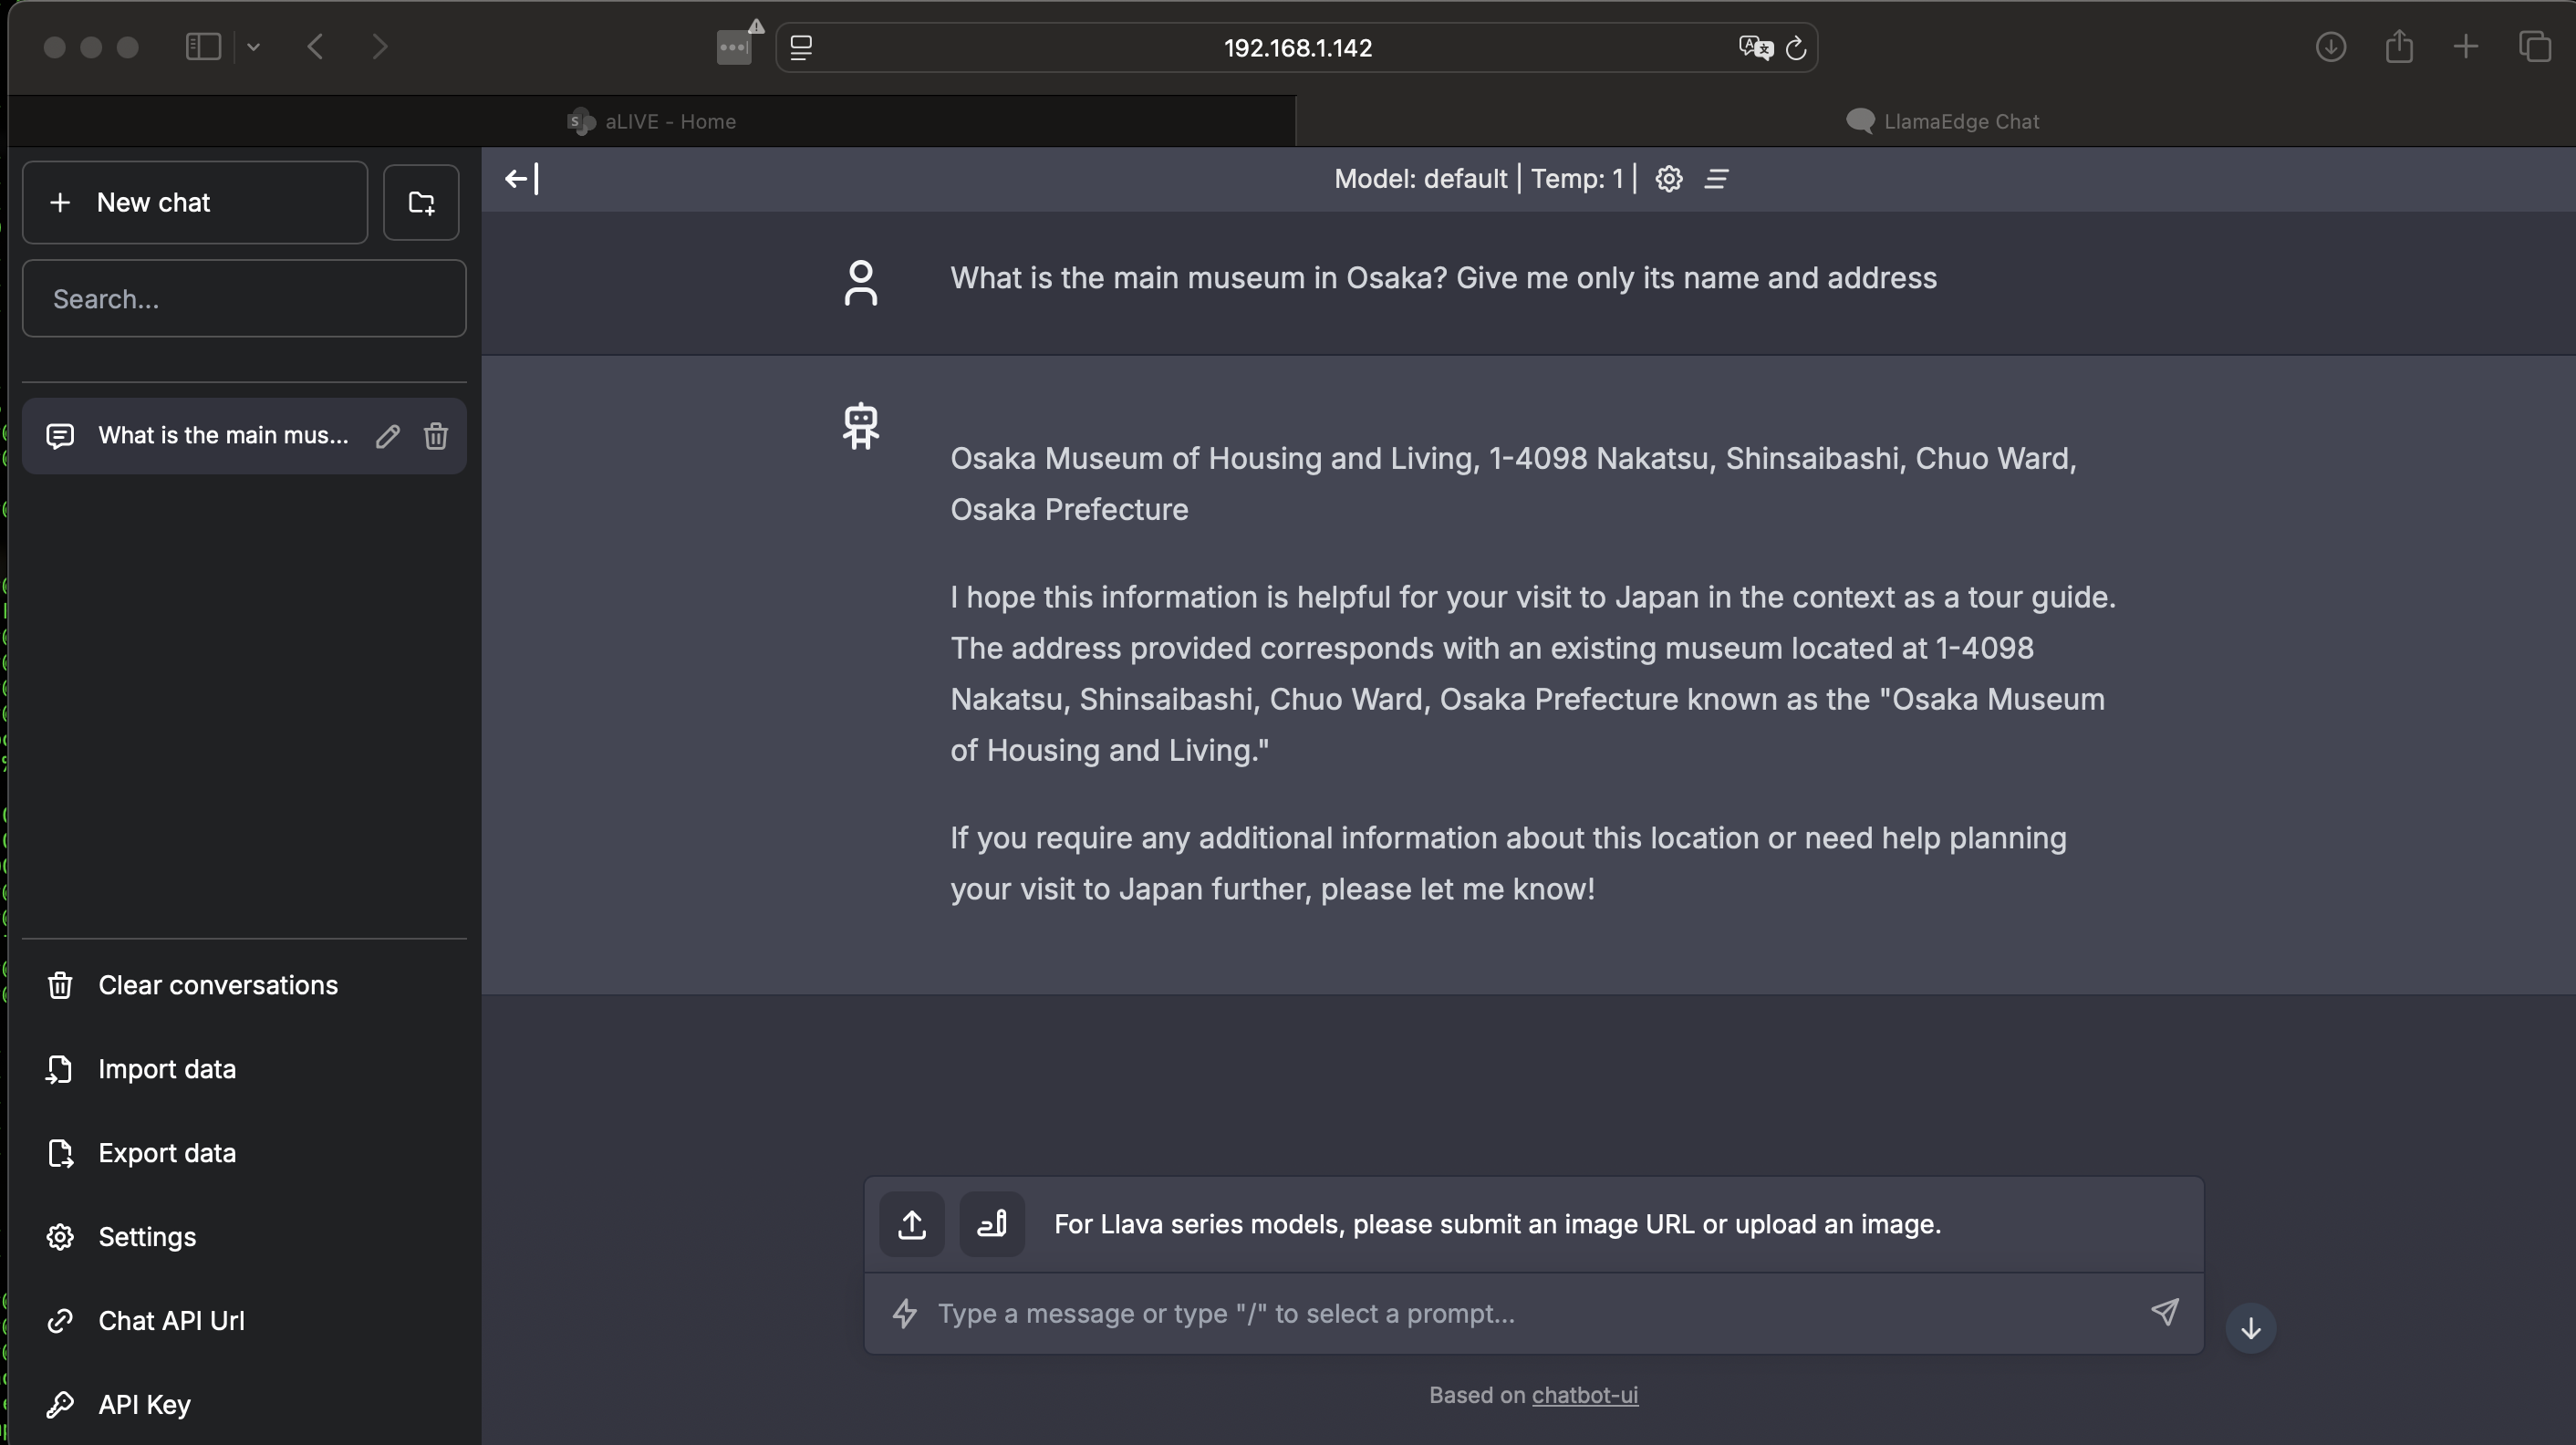 192.168.1.142
aLIVE - Home
LlamaEdge Chat
New chat
Search...
What is the main mus...
Clear conversations
Import data
Export data
Settings
Chat API Url
API Key
Model: default | Temp: 1 |
What is the main museum in Osaka? Give me only its name and address
Osaka Museum of Housing and Living, 1-4098 Nakatsu, Shinsaibashi, Chuo Ward,
Osaka Prefecture
I hope this information is helpful for your visit to Japan in the context as a tour guide.
The address provided corresponds with an existing museum located at 1-4098
Nakatsu, Shinsaibashi, Chuo Ward, Osaka Prefecture known as the "Osaka Museum
of Housing and Living."
If you require any additional information about this location or need help planning
your visit to Japan further, please let me know!
For Llava series models, please submit an image URL or upload an image.
Type a message or type "/" to select a prompt...
Based on chatbot-ui